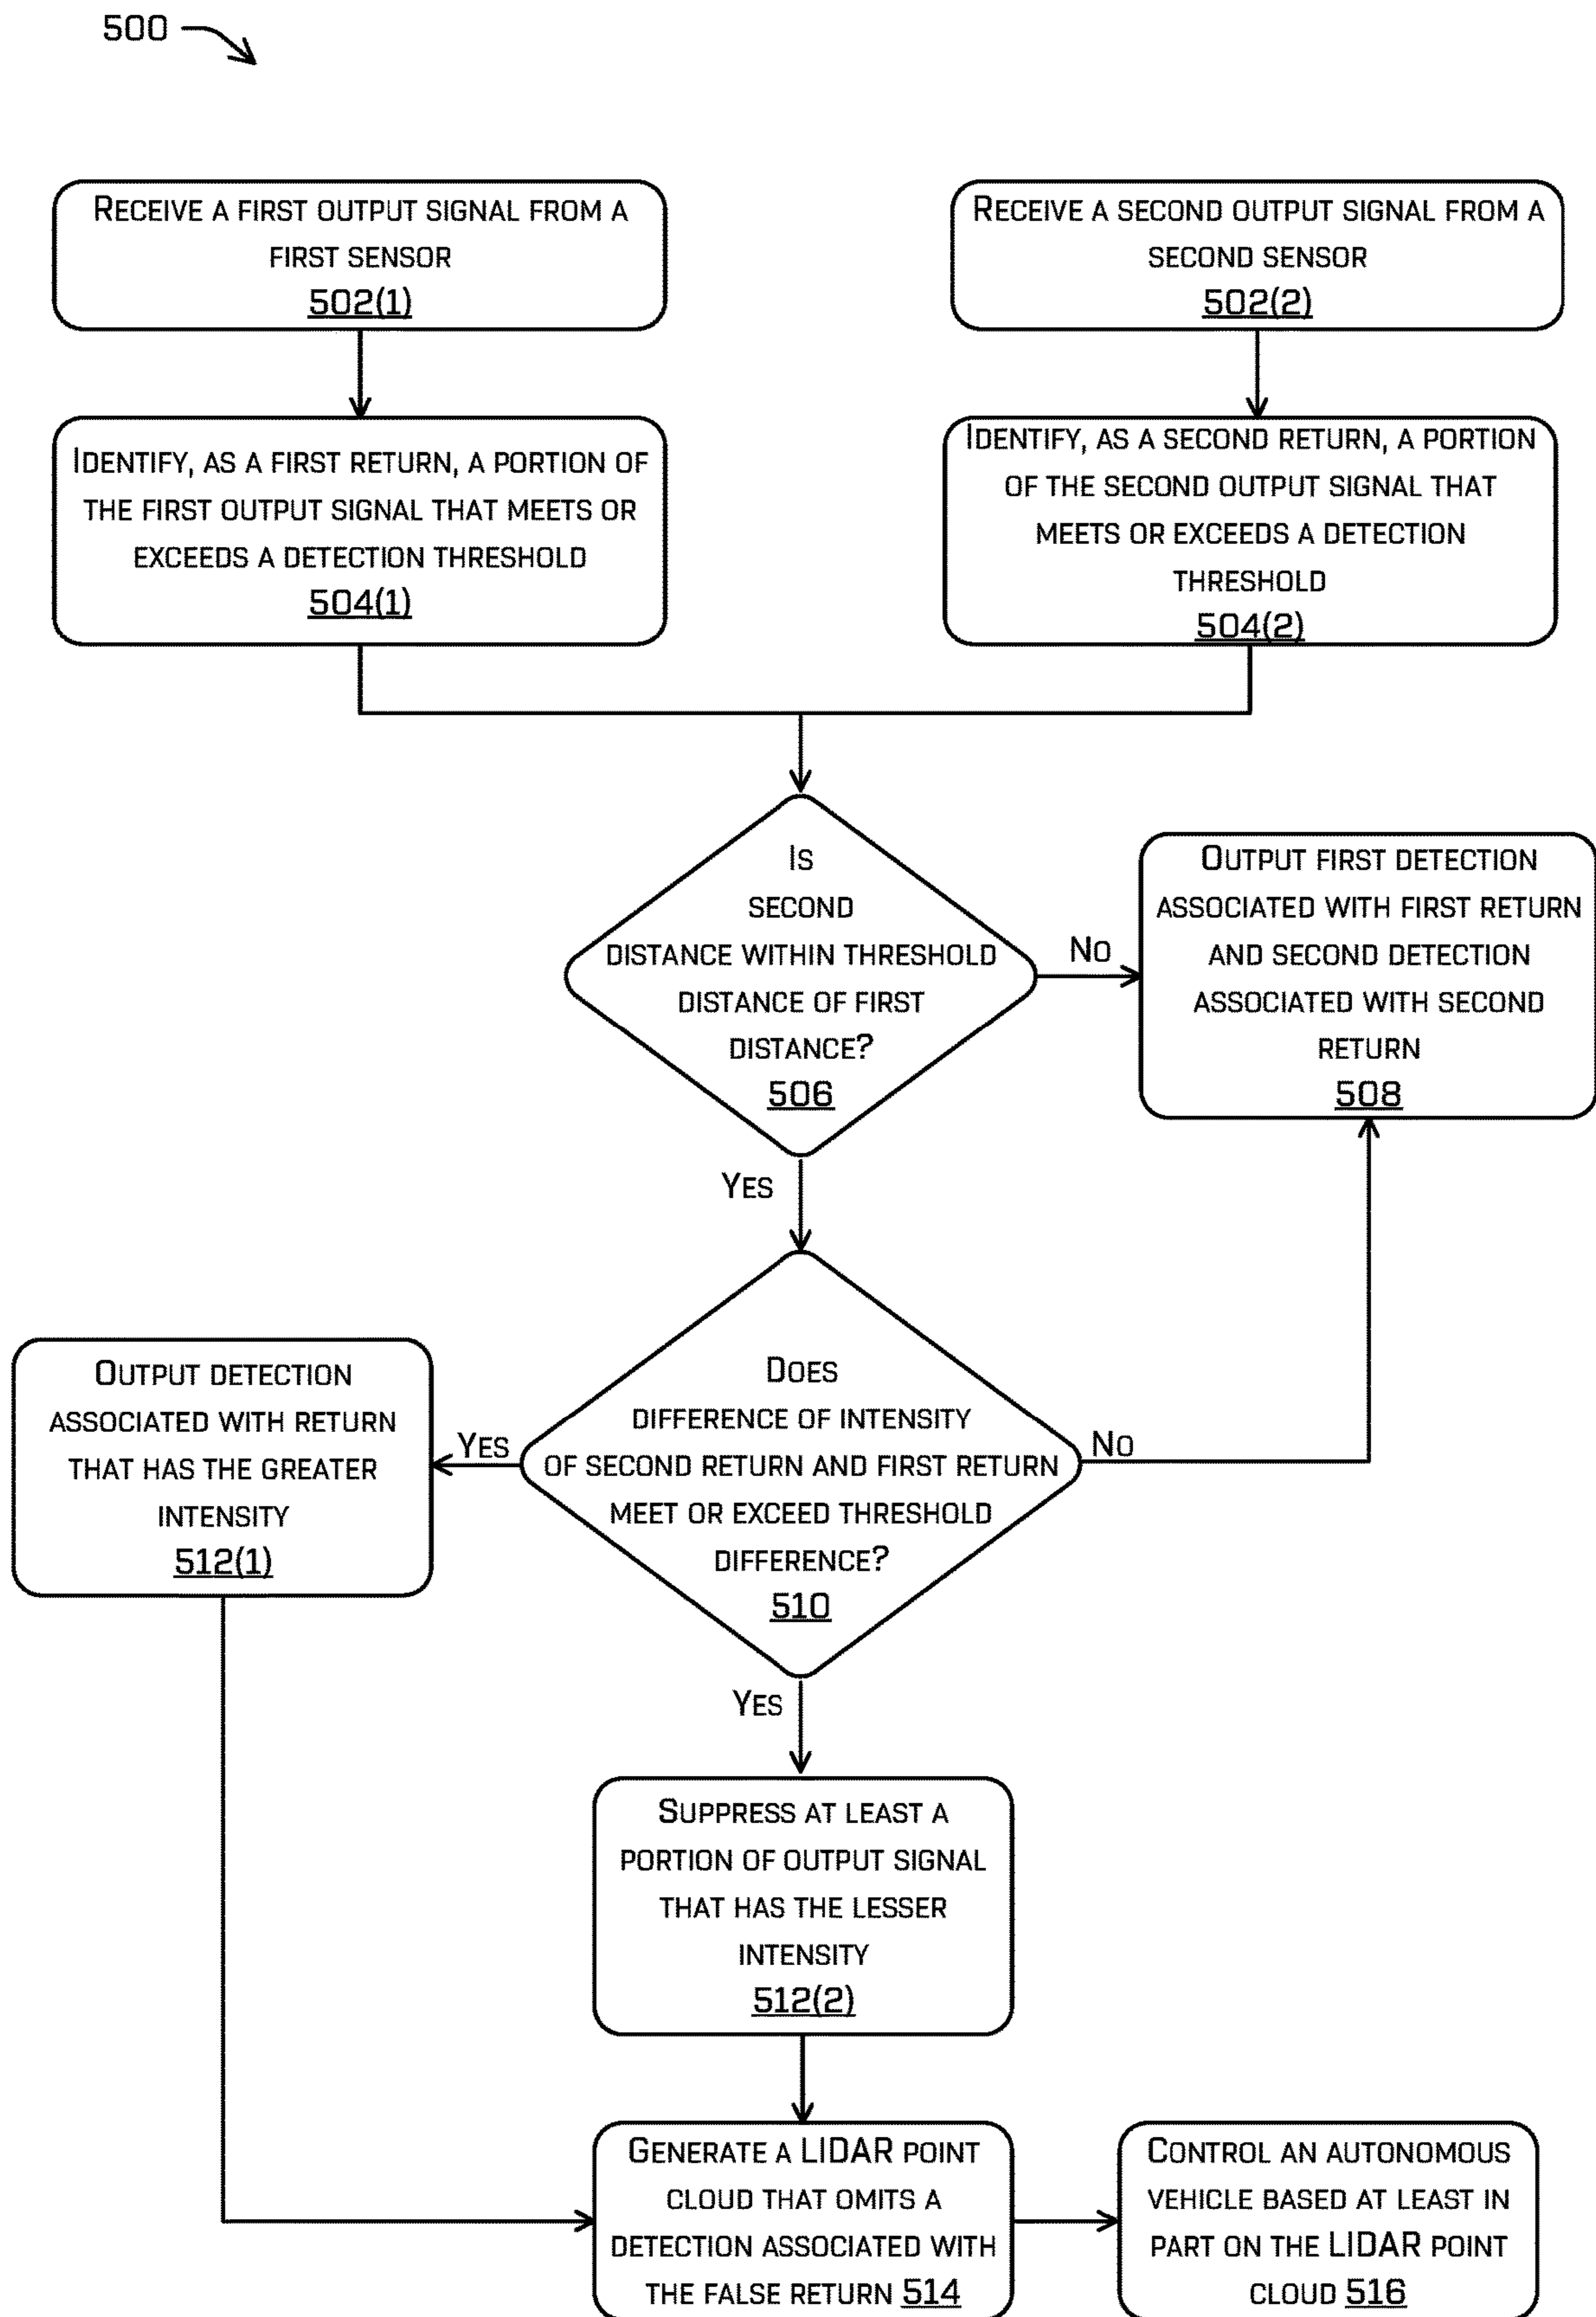 500
RECEIVE A FIRST OUTPUT SIGNAL FROM A
FIRST SENSOR
502(1)
RECEIVE A SECOND OUTPUT SIGNAL FROM A
SECOND SENSOR
502(2)
IDENTIFY, AS A FIRST RETURN, A PORTION OF
THE FIRST OUTPUT SIGNAL THAT MEETS OR
EXCEEDS A DETECTION THRESHOLD
504(1)
IDENTIFY, AS A SECOND RETURN, A PORTION
OF THE SECOND OUTPUT SIGNAL THAT
MEETS OR EXCEEDS A DETECTION
THRESHOLD
504(2)
IS
SECOND
DISTANCE WITHIN THRESHOLD
DISTANCE OF FIRST
DISTANCE?
506
NO
OUTPUT FIRST DETECTION
ASSOCIATED WITH FIRST RETURN
AND SECOND DETECTION
ASSOCIATED WITH SECOND
RETURN
508
YES
DOES
DIFFERENCE OF INTENSITY
OF SECOND RETURN AND FIRST RETURN
MEET OR EXCEED THRESHOLD
DIFFERENCE?
510
NO
YES
OUTPUT DETECTION
ASSOCIATED WITH RETURN
THAT HAS THE GREATER
INTENSITY
512(1)
YES
SUPPRESS AT LEAST A
PORTION OF OUTPUT SIGNAL
THAT HAS THE LESSER
INTENSITY
512(2)
GENERATE A LIDAR POINT
CLOUD THAT OMITS A
DETECTION ASSOCIATED WITH
THE FALSE RETURN 514
CONTROL AN AUTONOMOUS
VEHICLE BASED AT LEAST IN
PART ON THE LIDAR POINT
CLOUD 516